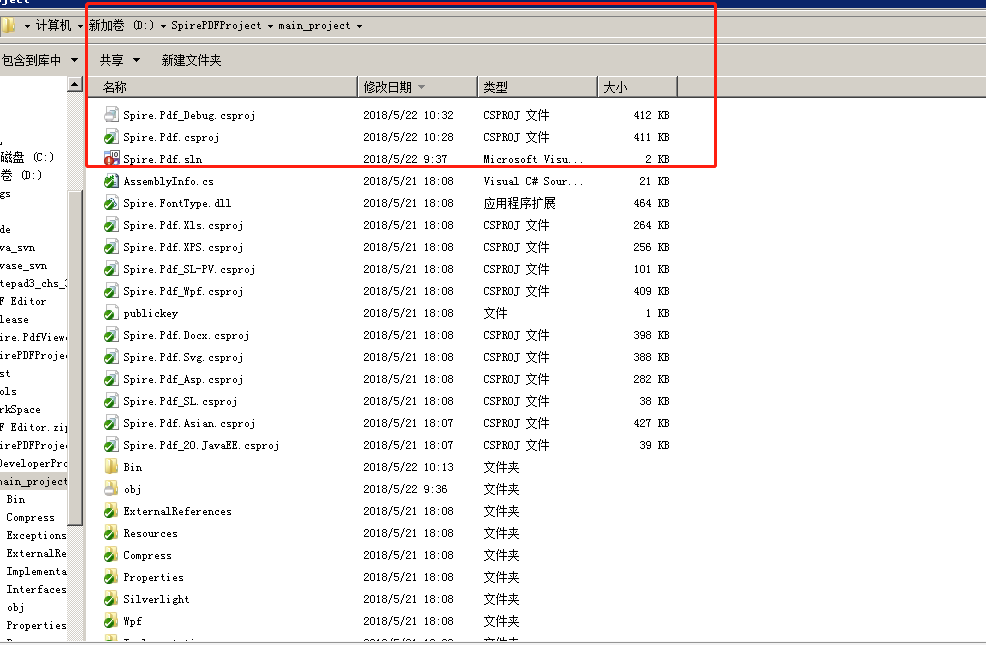 oject
计算机 新加卷 (D:) SpirePDFProject main_project
包含到库中 共享 新建文件夹
名称 修改日期 类型 大小
Spire.Pdf_Debug.csproj 2018/5/22 10:32 CSPROJ 文件 412 KB
Spire.Pdf.csproj 2018/5/22 10:28 CSPROJ 文件 411 KB
Spire.Pdf.sln 2018/5/22 9:37 Microsoft Visu... 2 KB
AssemblyInfo.cs 2018/5/21 18:08 Visual C# Sour... 21 KB
Spire.FontType.dll 2018/5/21 18:08 应用程序扩展 464 KB
Spire.Pdf.Xls.csproj 2018/5/21 18:08 CSPROJ 文件 264 KB
Spire.Pdf.XPS.csproj 2018/5/21 18:08 CSPROJ 文件 256 KB
Spire.Pdf_SL-PV.csproj 2018/5/21 18:08 CSPROJ 文件 101 KB
Spire.Pdf_Wpf.csproj 2018/5/21 18:08 CSPROJ 文件 409 KB
publickey 2018/5/21 18:08 文件 1 KB
Spire.Pdf.Docx.csproj 2018/5/21 18:08 CSPROJ 文件 398 KB
Spire.Pdf.Svg.csproj 2018/5/21 18:08 CSPROJ 文件 388 KB
Spire.Pdf_Asp.csproj 2018/5/21 18:08 CSPROJ 文件 282 KB
Spire.Pdf_SL.csproj 2018/5/21 18:08 CSPROJ 文件 38 KB
Spire.Pdf.Asian.csproj 2018/5/21 18:07 CSPROJ 文件 427 KB
Spire.Pdf_20.JavaEE.csproj 2018/5/21 18:07 CSPROJ 文件 39 KB
Bin 2018/5/22 10:13 文件夹
obj 2018/5/22 9:36 文件夹
ExternalReferences 2018/5/21 18:08 文件夹
Resources 2018/5/21 18:08 文件夹
Compress 2018/5/21 18:08 文件夹
Properties 2018/5/21 18:08 文件夹
Silverlight 2018/5/21 18:08 文件夹
Wpf 2018/5/21 18:08 文件夹
磁盘 (C:)
卷 (D:)
gs
de
va_svn
vase_svn
tepad3_chs_3
F Editor
lease
ire.PdfViewe
irePDFProjec
st
ols
rkSpace
F Editor.zip
irePDFProjec
DeveloperPro
main_project
Bin
Compress
Exceptions
ExternalRe
Implementa
Interfaces
obj
Properties